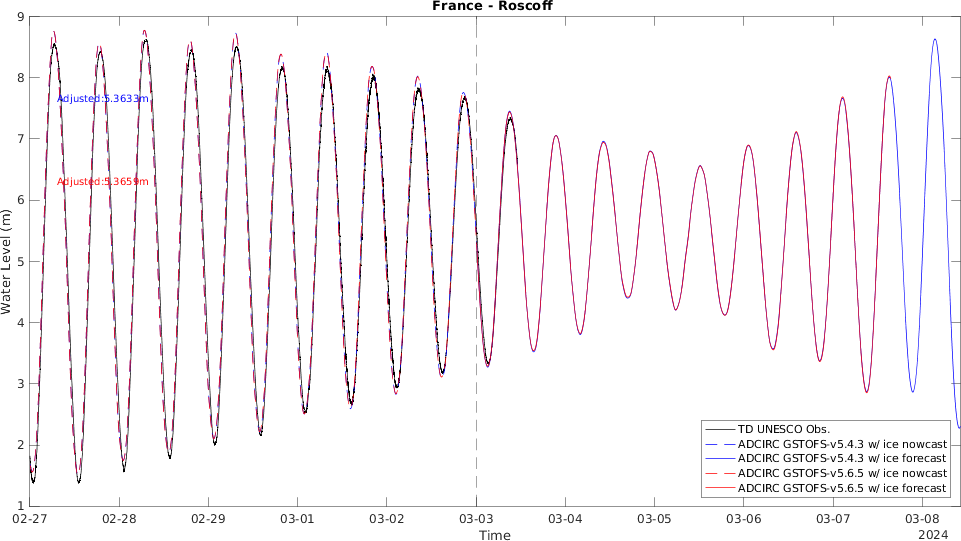 France - Roscoff
9
8
7
6
5
4
3
2
1
Water Level (m)
Adjusted:5.3633m
Adjusted:5.3659m
TD UNESCO Obs.
ADCIRC GSTOFS-v5.4.3 w/ ice nowcast
ADCIRC GSTOFS-v5.4.3 w/ ice forecast
ADCIRC GSTOFS-v5.6.5 w/ ice nowcast
ADCIRC GSTOFS-v5.6.5 w/ ice forecast
02-27 02-28 02-29 03-01 03-02 03-03 03-04 03-05 03-06 03-07 03-08
Time
2024